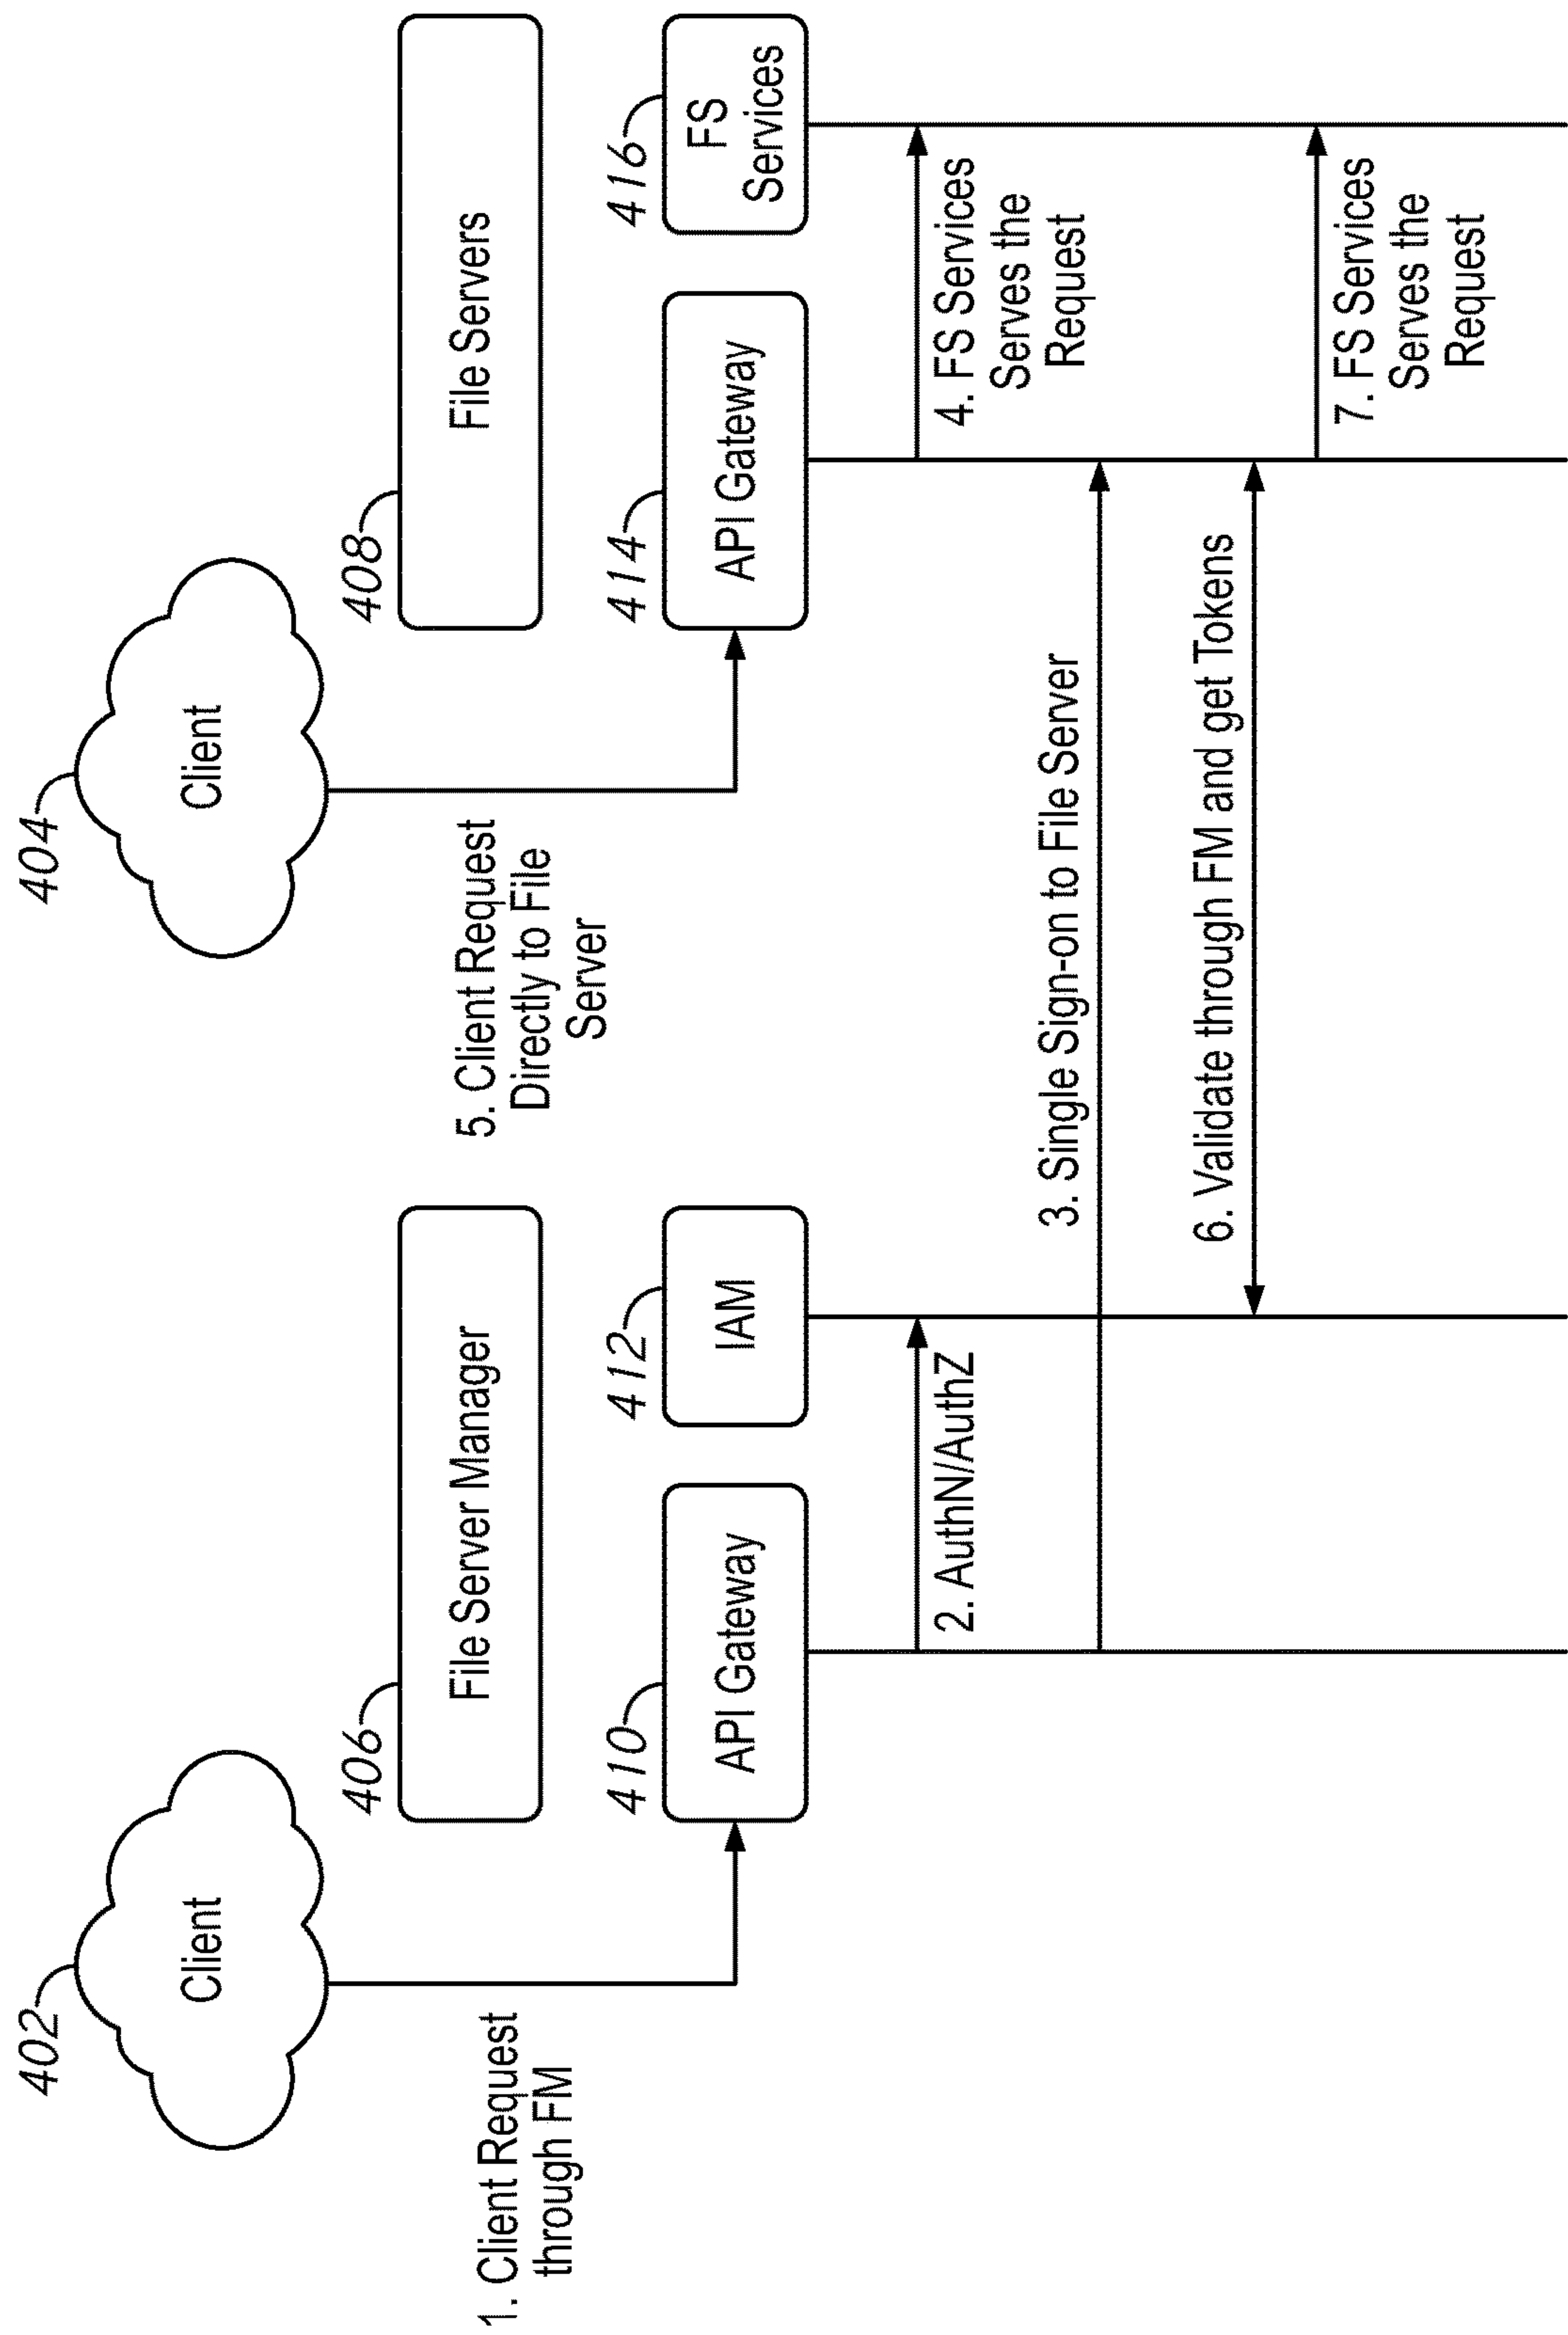 402
Client
404
Client
1. Client Request
through FM
406
File Server Manager
5. Client Request
Directly to File
Server
408
File Servers
410
API Gateway
412
IAM
414
API Gateway
416
FS
Services
2. AuthN/AuthZ
4. FS Services
Serves the
Request
3. Single Sign-on to File Server
6. Validate through FM and get Tokens
7. FS Services
Serves the
Request